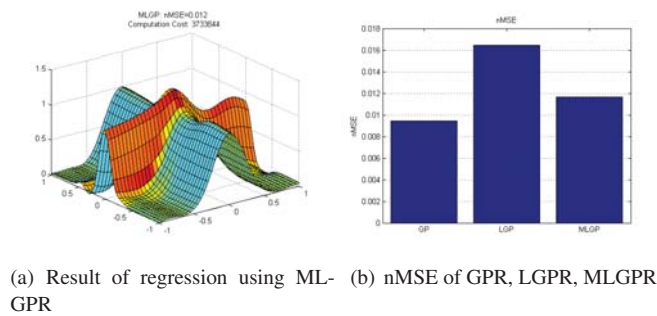 MLGP: nMSE=0.012
Computation Cost: 3733644
1.5
1
0.5
0
1
0.5
0
-0.5
-1
-1
-0.5
0
0.5
1
nMSE
0.018
0.016
0.014
0.012
0.01
0.008
0.006
0.004
0.002
0
nMSE
GP
LGP
MLGP
(a) Result of regression using ML-
GPR
(b) nMSE of GPR, LGPR, MLGPR